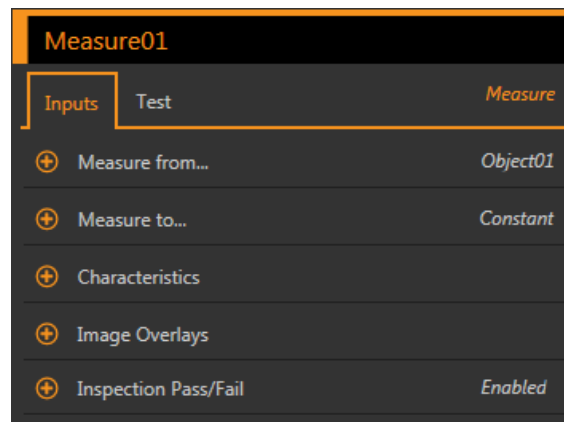 Measure01
Inputs Test Measure
Measure from... Object01
Measure to... Constant
Characteristics
Image Overlays
Inspection Pass/Fail Enabled